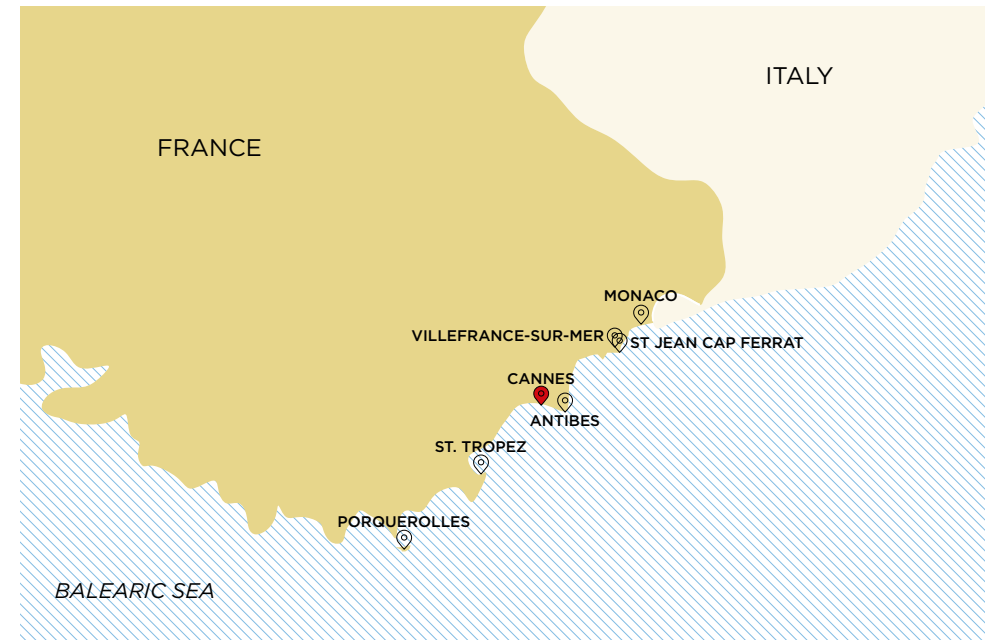 ITALY
FRANCE
MONACO
VILLEFRANCE-SUR-MER
ST JEAN CAP FERRAT
CANNES
ANTIBES
ST. TROPEZ
PORQUEROLLES
BALEARIC SEA